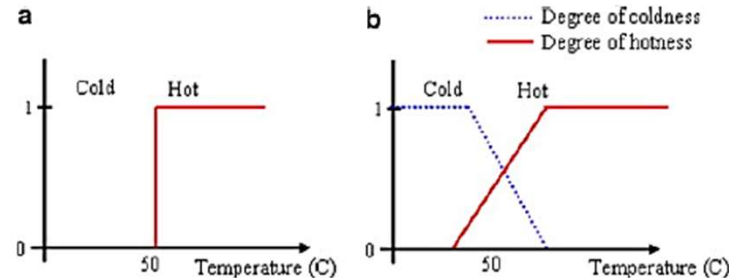 a
Cold Hot
1
0
50 Temperature (C)
b
Degree of coldness
Degree of hotness
Cold Hot
1
0
50 Temperature (C)